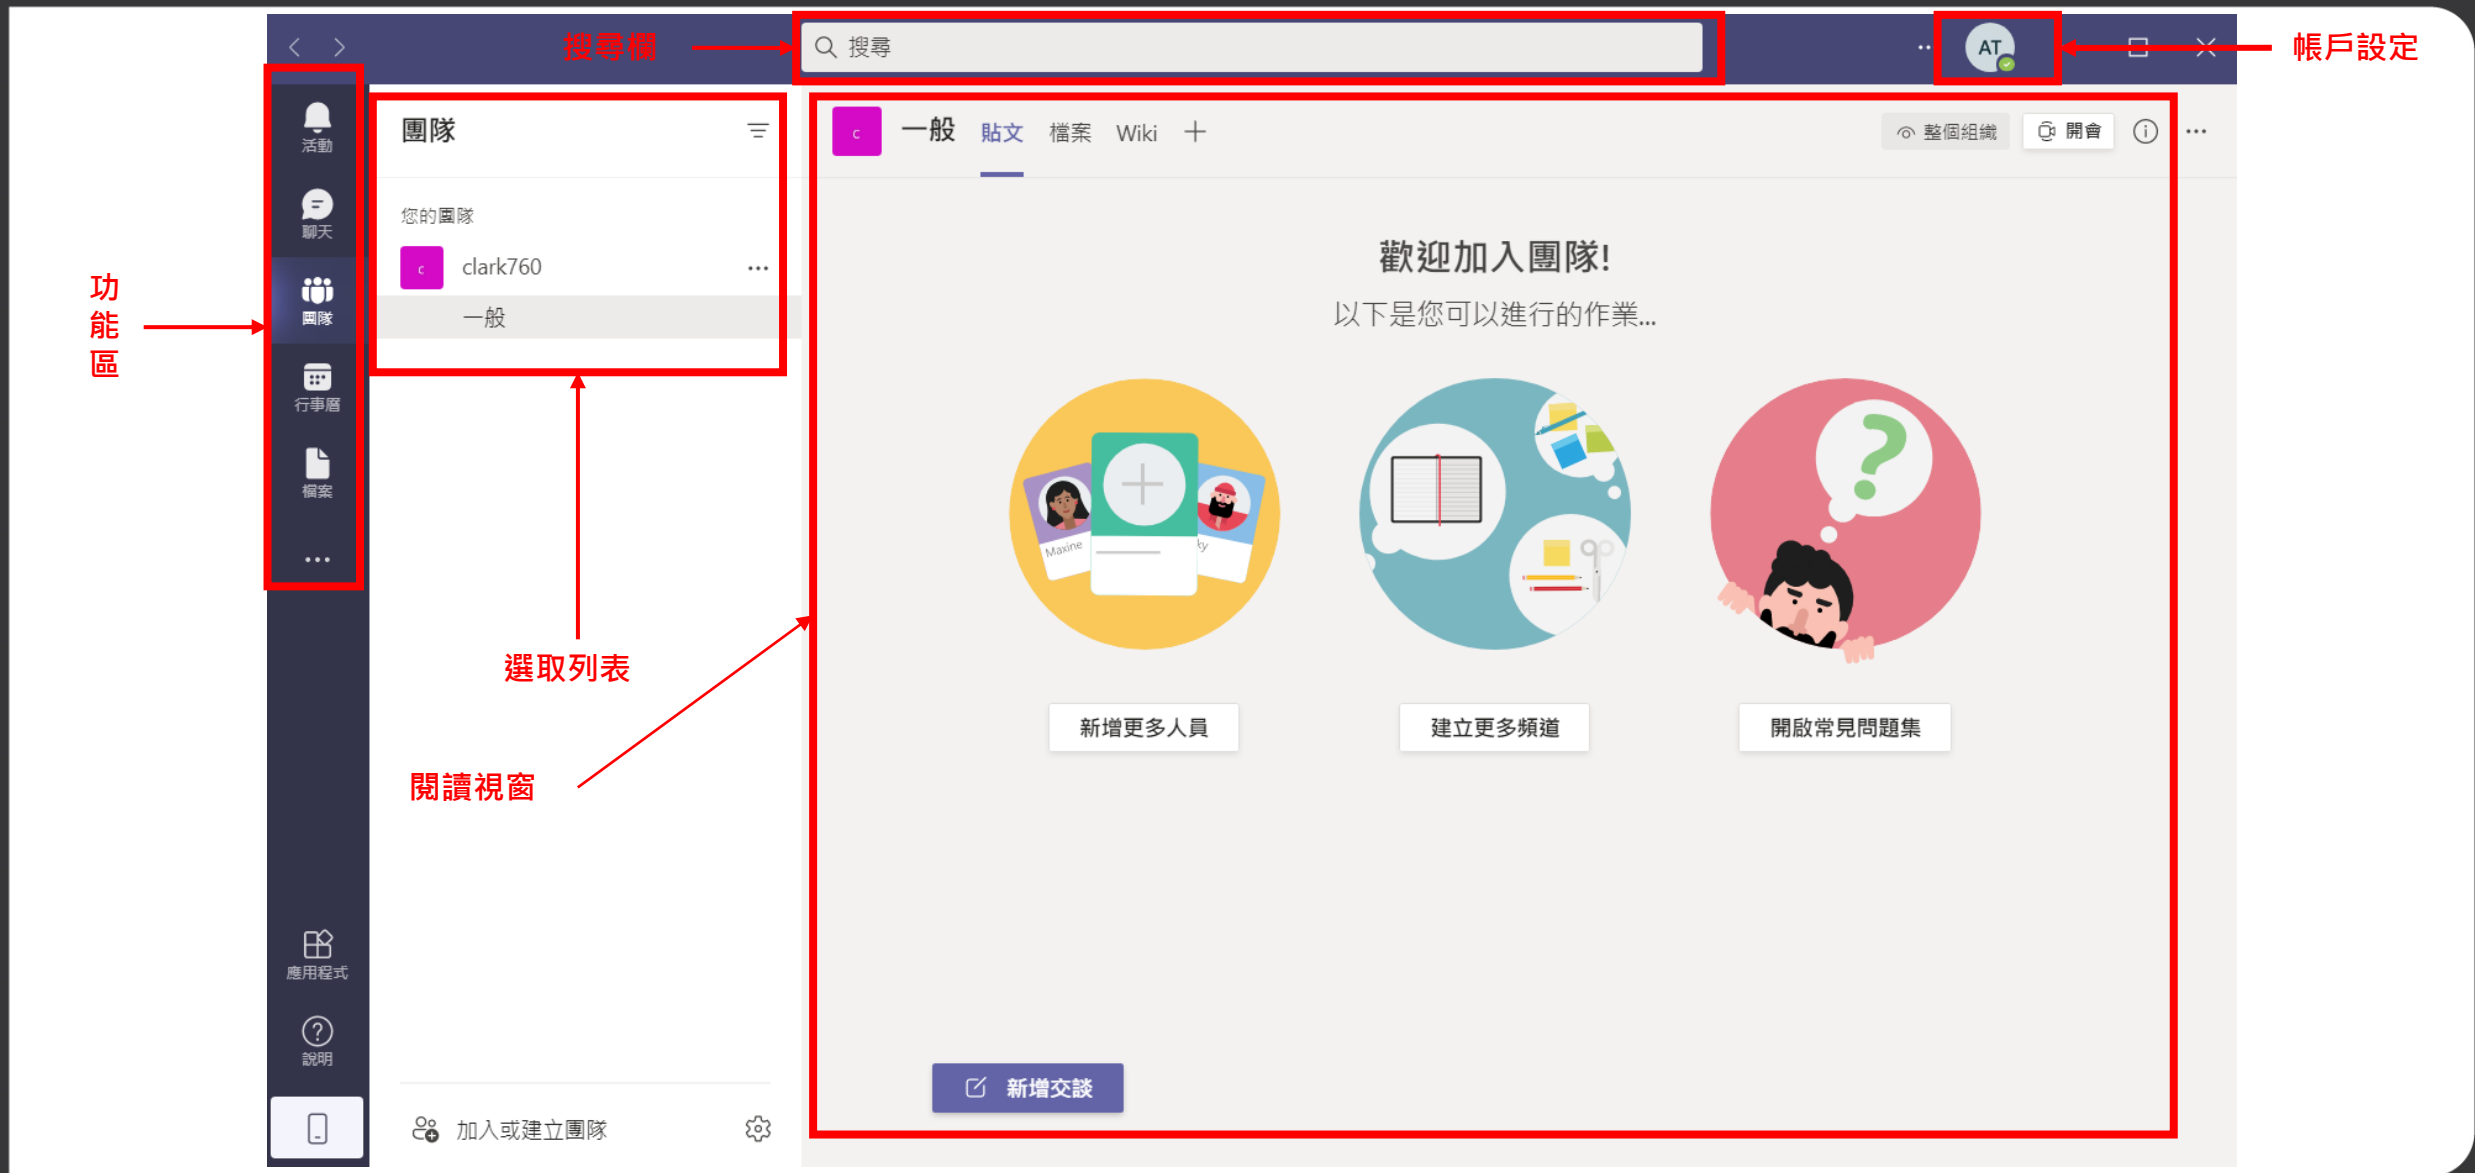 搜尋欄
搜尋
AT
帳戶設定
活動
聊天
團隊
行事曆
檔案
應用程式
說明
功
能
區
團隊
您的團隊
c clark760
一般
選取列表
閱讀視窗
加入或建立團隊
c 一般 貼文 檔案 Wiki
整個組織 開會
歡迎加入團隊!
以下是您可以進行的作業...
Maxine
ky
新增更多人員
建立更多頻道
開啟常見問題集
新增交談